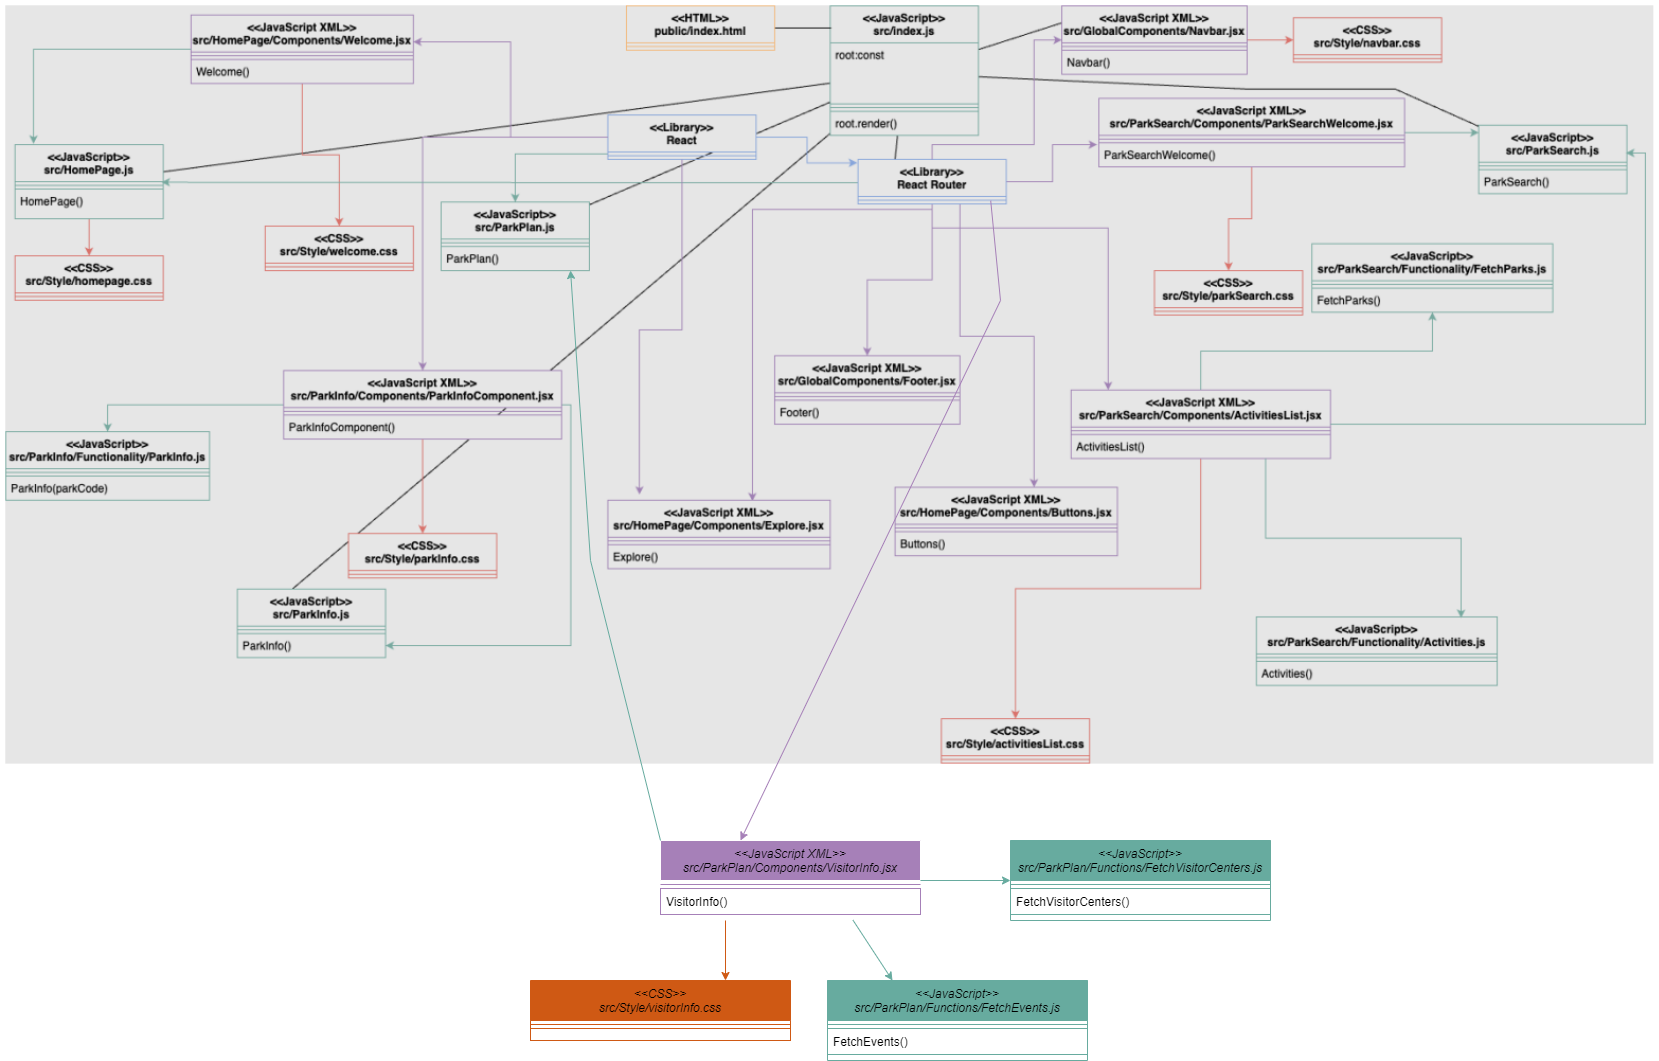 <<JavaScript XML>>
src/HomePage/Components/Welcome.jsx
Welcome()
<<HTML>>
public/index.html
<<JavaScript>>
src/index.js
root:const
root.render()
<<JavaScript XML>>
src/GlobalComponents/Navbar.jsx
Navbar()
<<CSS>>
src/Style/navbar.css
<<Library>>
React
<<JavaScript XML>>
src/ParkSearch/Components/ParkSearchWelcome.jsx
ParkSearchWelcome()
<<JavaScript>>
src/ParkSearch.js
ParkSearch()
<<JavaScript>>
src/HomePage.js
HomePage()
<<Library>>
React Router
<<JavaScript>>
src/ParkPlan.js
ParkPlan()
<<CSS>>
src/Style/welcome.css
<<CSS>>
src/Style/homepage.css
<<CSS>>
src/Style/parkSearch.css
<<JavaScript>>
src/ParkSearch/Functionality/FetchParks.js
FetchParks()
<<JavaScript XML>>
src/GlobalComponents/Footer.jsx
Footer()
<<JavaScript XML>>
src/ParkInfo/Components/ParkInfoComponent.jsx
ParkInfoComponent()
<<JavaScript XML>>
src/ParkSearch/Components/ActivitiesList.jsx
ActivitiesList()
<<JavaScript>>
src/ParkInfo/Functionality/ParkInfo.js
ParkInfo(parkCode)
<<JavaScript XML>>
src/HomePage/Components/Explore.jsx
Explore()
<<JavaScript XML>>
src/HomePage/Components/Buttons.jsx
Buttons()
<<CSS>>
src/Style/parkInfo.css
<<JavaScript>>
src/ParkInfo.js
ParkInfo()
<<JavaScript>>
src/ParkSearch/Functionality/Activities.js
Activities()
<<CSS>>
src/Style/activitiesList.css
<<JavaScript XML>>
src/ParkPlan/Components/VisitorInfo.jsx
VisitorInfo()
<<JavaScript>>
src/ParkPlan/Functions/FetchVisitorCenters.js
FetchVisitorCenters()
<<CSS>>
src/Style/visitorInfo.css
<<JavaScript>>
src/ParkPlan/Functions/FetchEvents.js
FetchEvents()